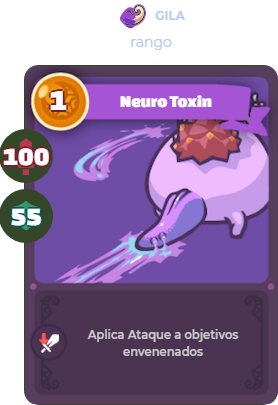 GILA
rango
1
Neuro Toxin
100
55
Aplica Ataque a objetivos
envenenados